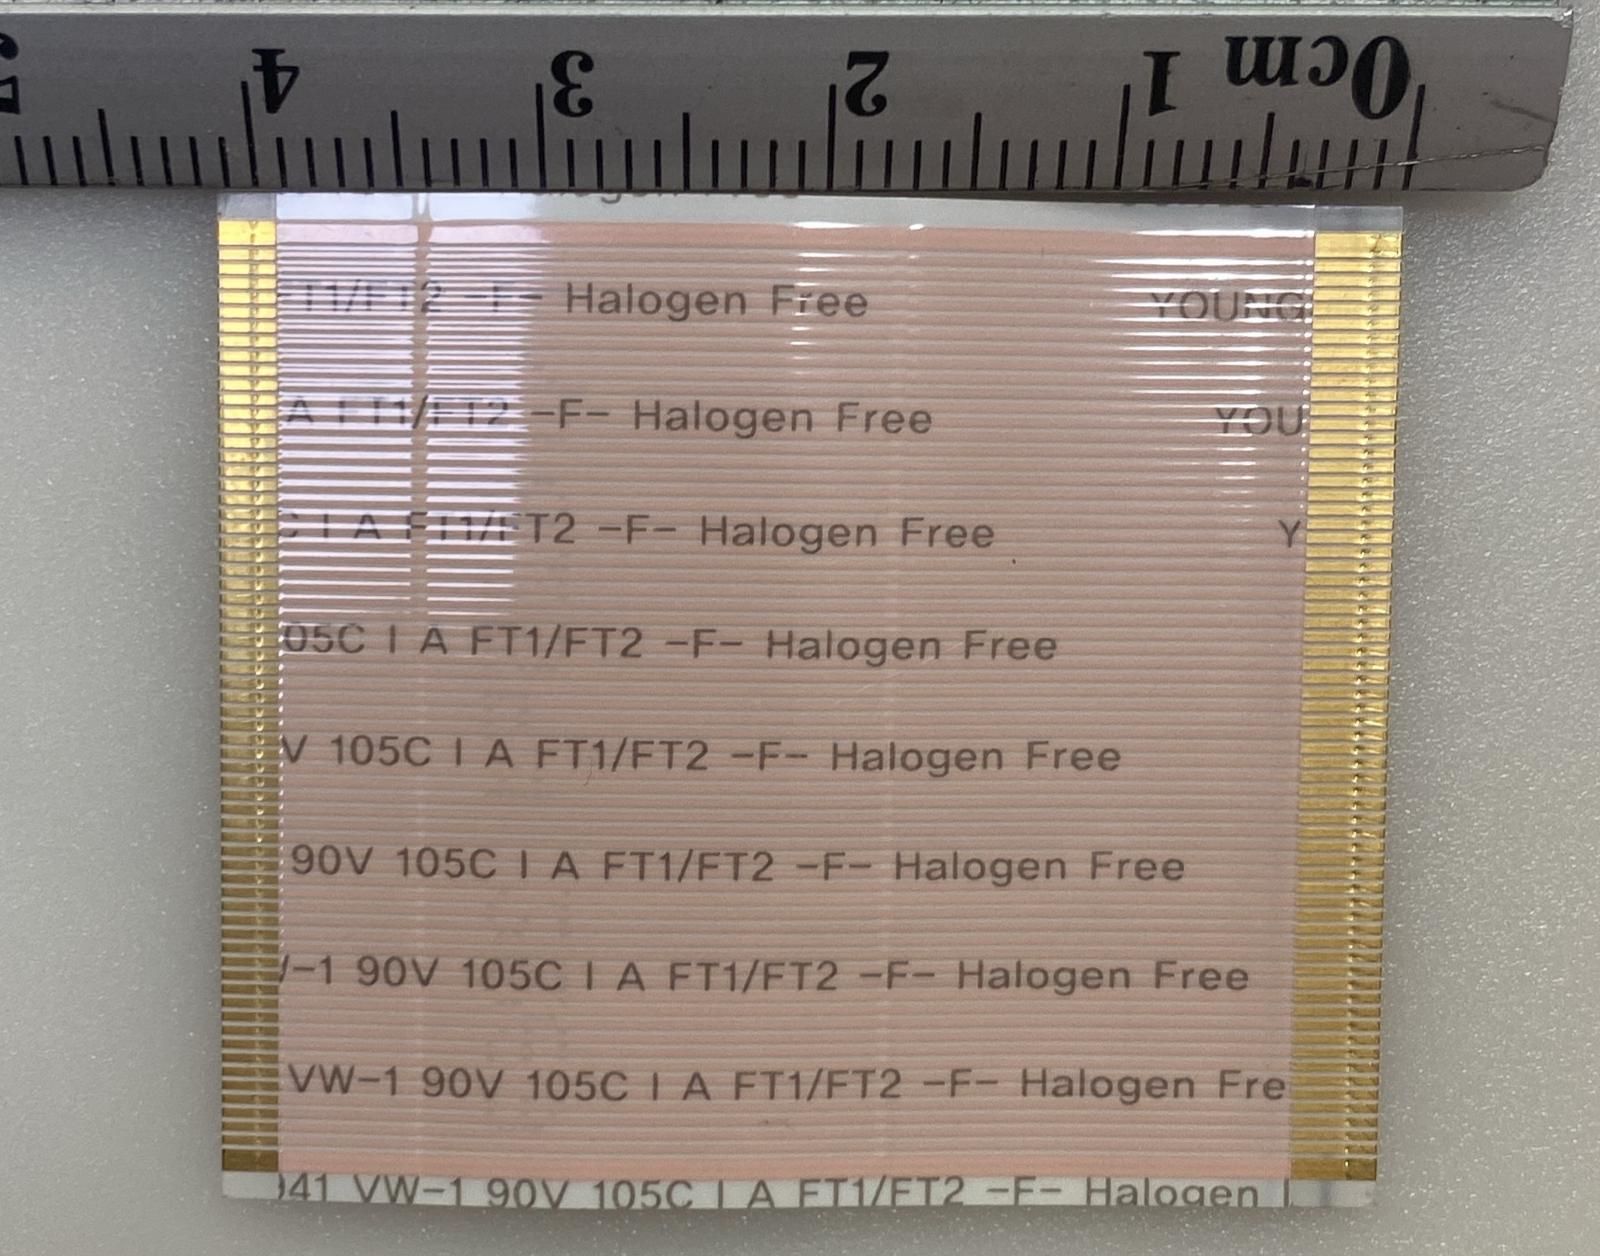 5 4 3 2 1 0cm
FT1/FT2 -F- Halogen Free YOUNG
A FT1/FT2 -F- Halogen Free YOU
C I A FT1/FT2 -F- Halogen Free Y
05C I A FT1/FT2 -F- Halogen Free
V 105C I A FT1/FT2 -F- Halogen Free
90V 105C I A FT1/FT2 -F- Halogen Free
-1 90V 105C I A FT1/FT2 -F- Halogen Free
VW-1 90V 105C I A FT1/FT2 -F- Halogen Fre
41 VW-1 90V 105C I A FT1/FT2 -F- Halogen